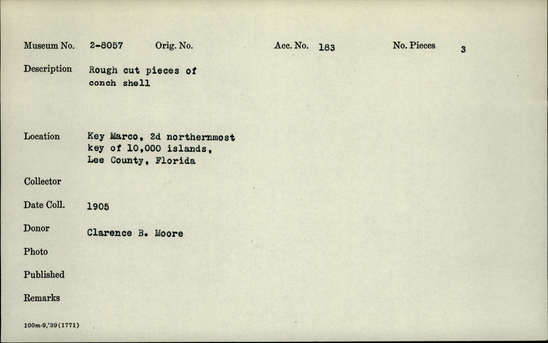 Museum No. 2-8057 Orig. No. Acc. No. 183 No. Pieces 3
Description Rough cut pieces of
conch shell
Location Key Marco, 2d northernmost
key of 10,000 islands,
Lee County, Florida
Collector
Date Coll. 1905
Donor Clarence B. Moore
Photo
Published
Remarks
100m-9,'39(1771)